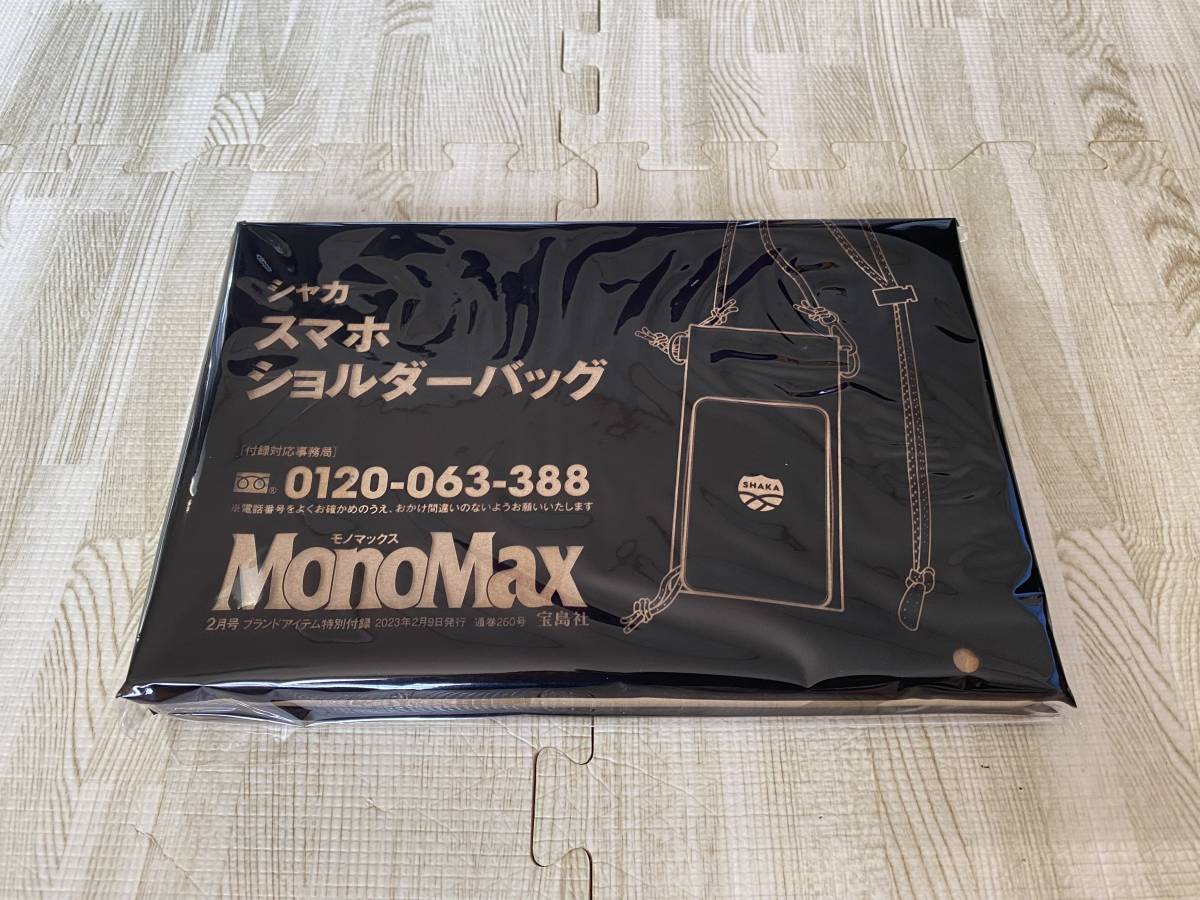 シャカ
スマホ
ショルダーバッグ
[付録対応事務局]
® 0120-063-388
※電話番号をよくお確かめのうえ、おかけ間違いのないようお願いいたします
モノマックス
MonoMax
2月号 ブランドアイテム特別付録 2023年2月9日発行 通巻260号 宝島社
SHAKA